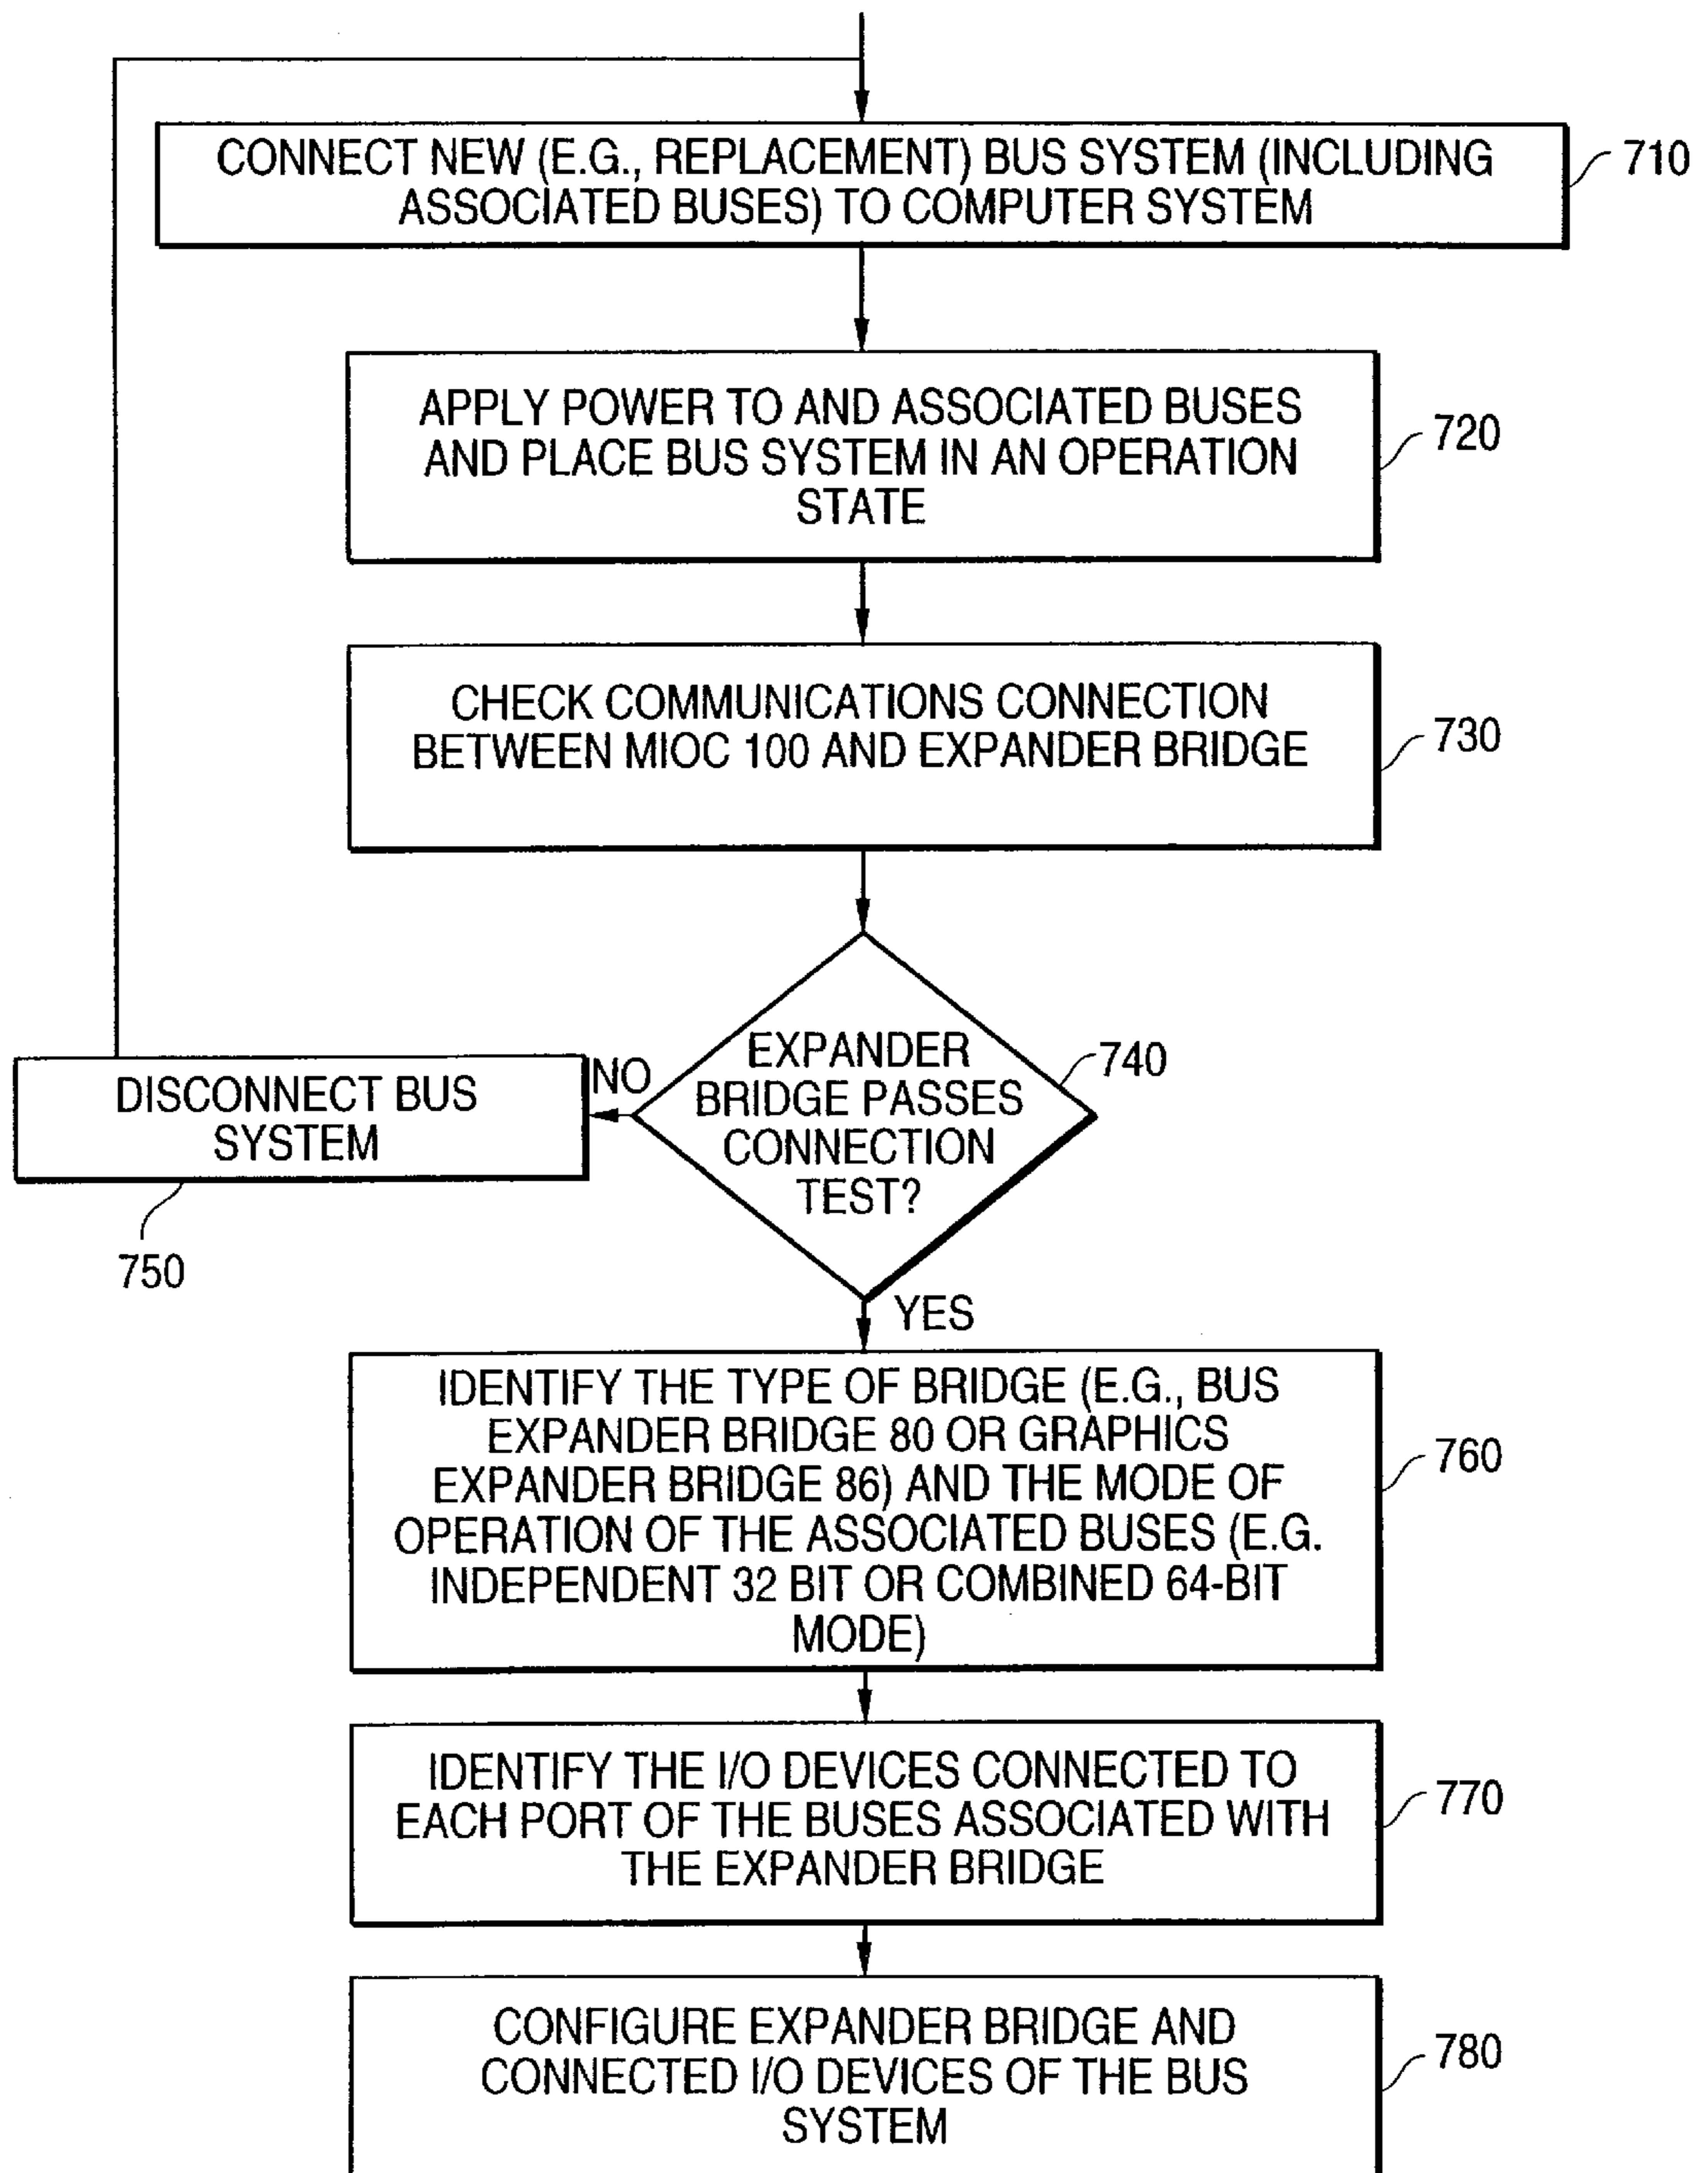 CONNECT NEW (E.G., REPLACEMENT) BUS SYSTEM (INCLUDING
ASSOCIATED BUSES) TO COMPUTER SYSTEM
710
APPLY POWER TO AND ASSOCIATED BUSES
AND PLACE BUS SYSTEM IN AN OPERATION
STATE
720
CHECK COMMUNICATIONS CONNECTION
BETWEEN MIOC 100 AND EXPANDER BRIDGE
730
EXPANDER
BRIDGE PASSES
CONNECTION
TEST?
740
NO
DISCONNECT BUS
SYSTEM
750
YES
IDENTIFY THE TYPE OF BRIDGE (E.G., BUS
EXPANDER BRIDGE 80 OR GRAPHICS
EXPANDER BRIDGE 86) AND THE MODE OF
OPERATION OF THE ASSOCIATED BUSES (E.G.
INDEPENDENT 32 BIT OR COMBINED 64-BIT
MODE)
760
IDENTIFY THE I/O DEVICES CONNECTED TO
EACH PORT OF THE BUSES ASSOCIATED WITH
THE EXPANDER BRIDGE
770
CONFIGURE EXPANDER BRIDGE AND
CONNECTED I/O DEVICES OF THE BUS
SYSTEM
780